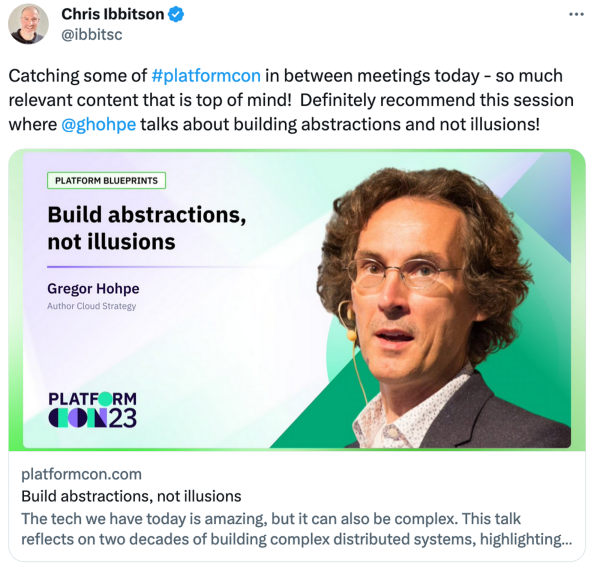 Chris Ibbitson
@ibbitsc
Catching some of #platformcon in between meetings today - so much
relevant content that is top of mind!  Definitely recommend this session
where @ghohpe talks about building abstractions and not illusions!
PLATFORM BLUEPRINTS
Build abstractions,
not illusions
Gregor Hohpe
Author Cloud Strategy
PLATFORM
CON23
platformcon.com
Build abstractions, not illusions
The tech we have today is amazing, but it can also be complex. This talk
reflects on two decades of building complex distributed systems, highlighting...